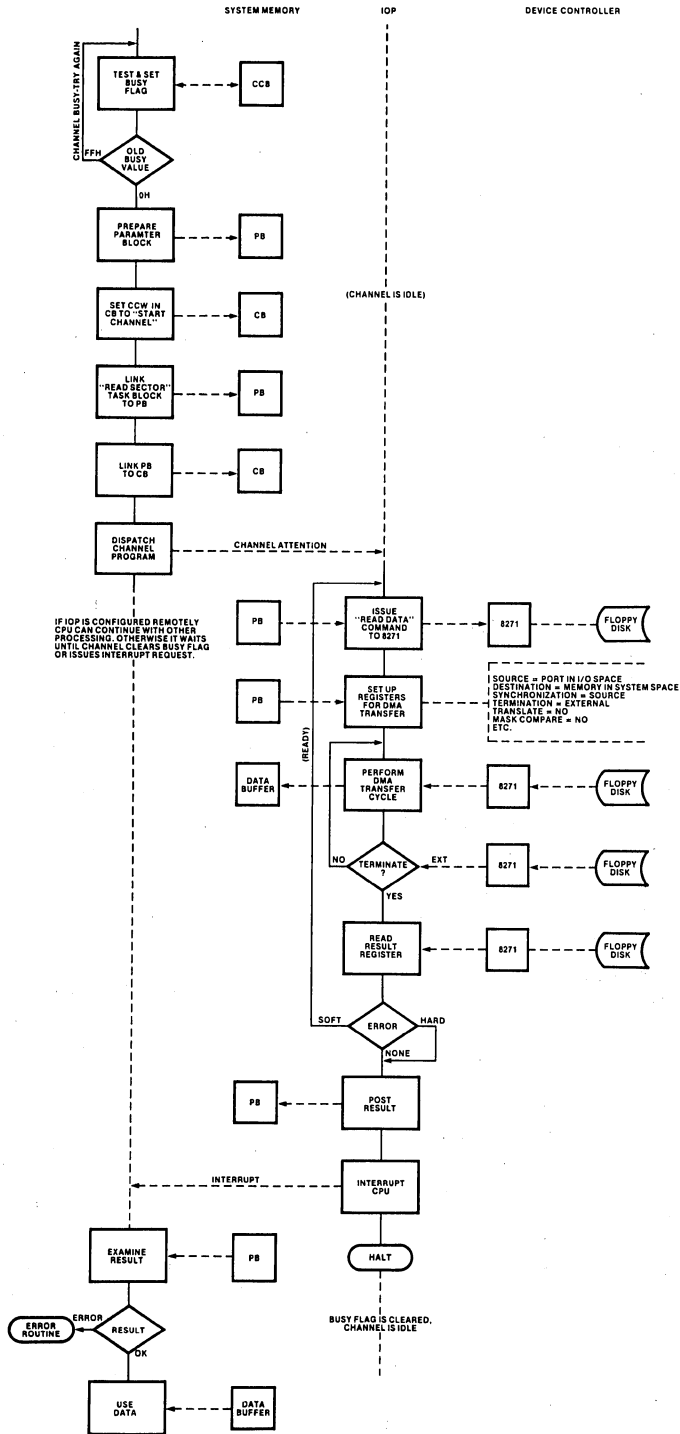 SYSTEM MEMORY
IOP
DEVICE CONTROLLER
CHANNEL BUSY-TRY AGAIN
TEST & SET
BUSY
FLAG
CCB
FFH
OLD
BUSY
VALUE
0H
PREPARE
PARAMTER
BLOCK
PB
(CHANNEL IS IDLE)
SET CCW IN
CB TO "START
CHANNEL"
CB
LINK
"READ SECTOR"
TASK BLOCK
TO PB
PB
LINK PB
TO CB
CB
DISPATCH
CHANNEL
PROGRAM
CHANNEL ATTENTION
IF IOP IS CONFIGURED REMOTELY
CPU CAN CONTINUE WITH OTHER
PROCESSING. OTHERWISE IT WAITS
UNTIL CHANNEL CLEARS BUSY FLAG
OR ISSUES INTERRUPT REQUEST.
PB
ISSUE
"READ DATA"
COMMAND
TO 8271
8271
FLOPPY
DISK
PB
SET UP
REGISTERS
FOR DMA
TRANSFER
SOURCE = PORT IN I/O SPACE
DESTINATION = MEMORY IN SYSTEM SPACE
SYNCHRONIZATION = SOURCE
TERMINATION = EXTERNAL
TRANSLATE = NO
MASK COMPARE = NO
ETC.
(READY)
DATA
BUFFER
PERFORM
DMA
TRANSFER
CYCLE
8271
FLOPPY
DISK
NO
TERMINATE
?
EXT
8271
FLOPPY
DISK
YES
READ
RESULT
REGISTER
8271
FLOPPY
DISK
SOFT
ERROR
HARD
NONE
PB
POST
RESULT
INTERRUPT
INTERRUPT
CPU
EXAMINE
RESULT
PB
HALT
BUSY FLAG IS CLEARED,
CHANNEL IS IDLE
ERROR
ROUTINE
ERROR
RESULT
OK
USE
DATA
DATA
BUFFER